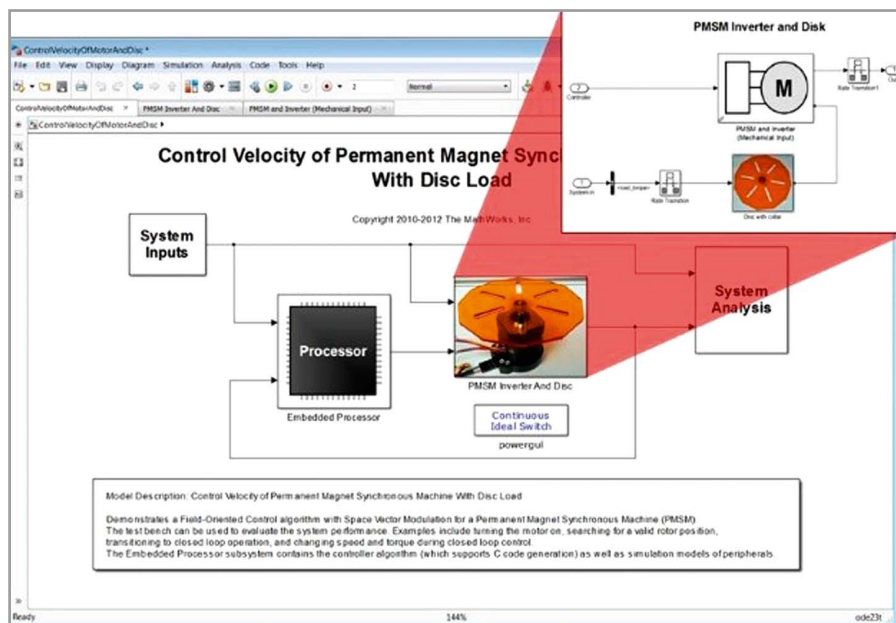 ControlVelocityOfMotorAndDisc *
File Edit View Display Diagram Simulation Analysis Code Tools Help
2
Normal
ControlVelocityOfMotorAndDisc × PMSM Inverter And Disc × PMSM and Inverter (Mechanical Input) ×
ControlVelocityOfMotorAndDisc
Control Velocity of Permanent Magnet Sync
With Disc Load
Copyright 2010-2012 The MathWorks, Inc.
System
Inputs
Processor
Embedded Processor
PMSM Inverter And Disc
Continuous
Ideal Switch
powergui
System
Analysis
PMSM Inverter and Disk
2
Controller
M
PMSM and Inverter
(Mechanical Input)
Rate Transition1
1
1
System In
<load_torque>
Rate Transition
Disc with collar
Model Description: Control Velocity of Permanent Magnet Synchronous Machine With Disc Load
Demonstrates a Field-Oriented Control algorithm with Space Vector Modulation for a Permanent Magnet Synchronous Machine (PMSM)
The test bench can be used to evaluate the system performance. Examples include turning the motor on, searching for a valid rotor position,
transitioning to closed loop operation, and changing speed and torque during closed loop control.
The Embedded Processor subsystem contains the controller algorithm (which supports C code generation) as well as simulation models of peripherals
Ready 144% ode23t